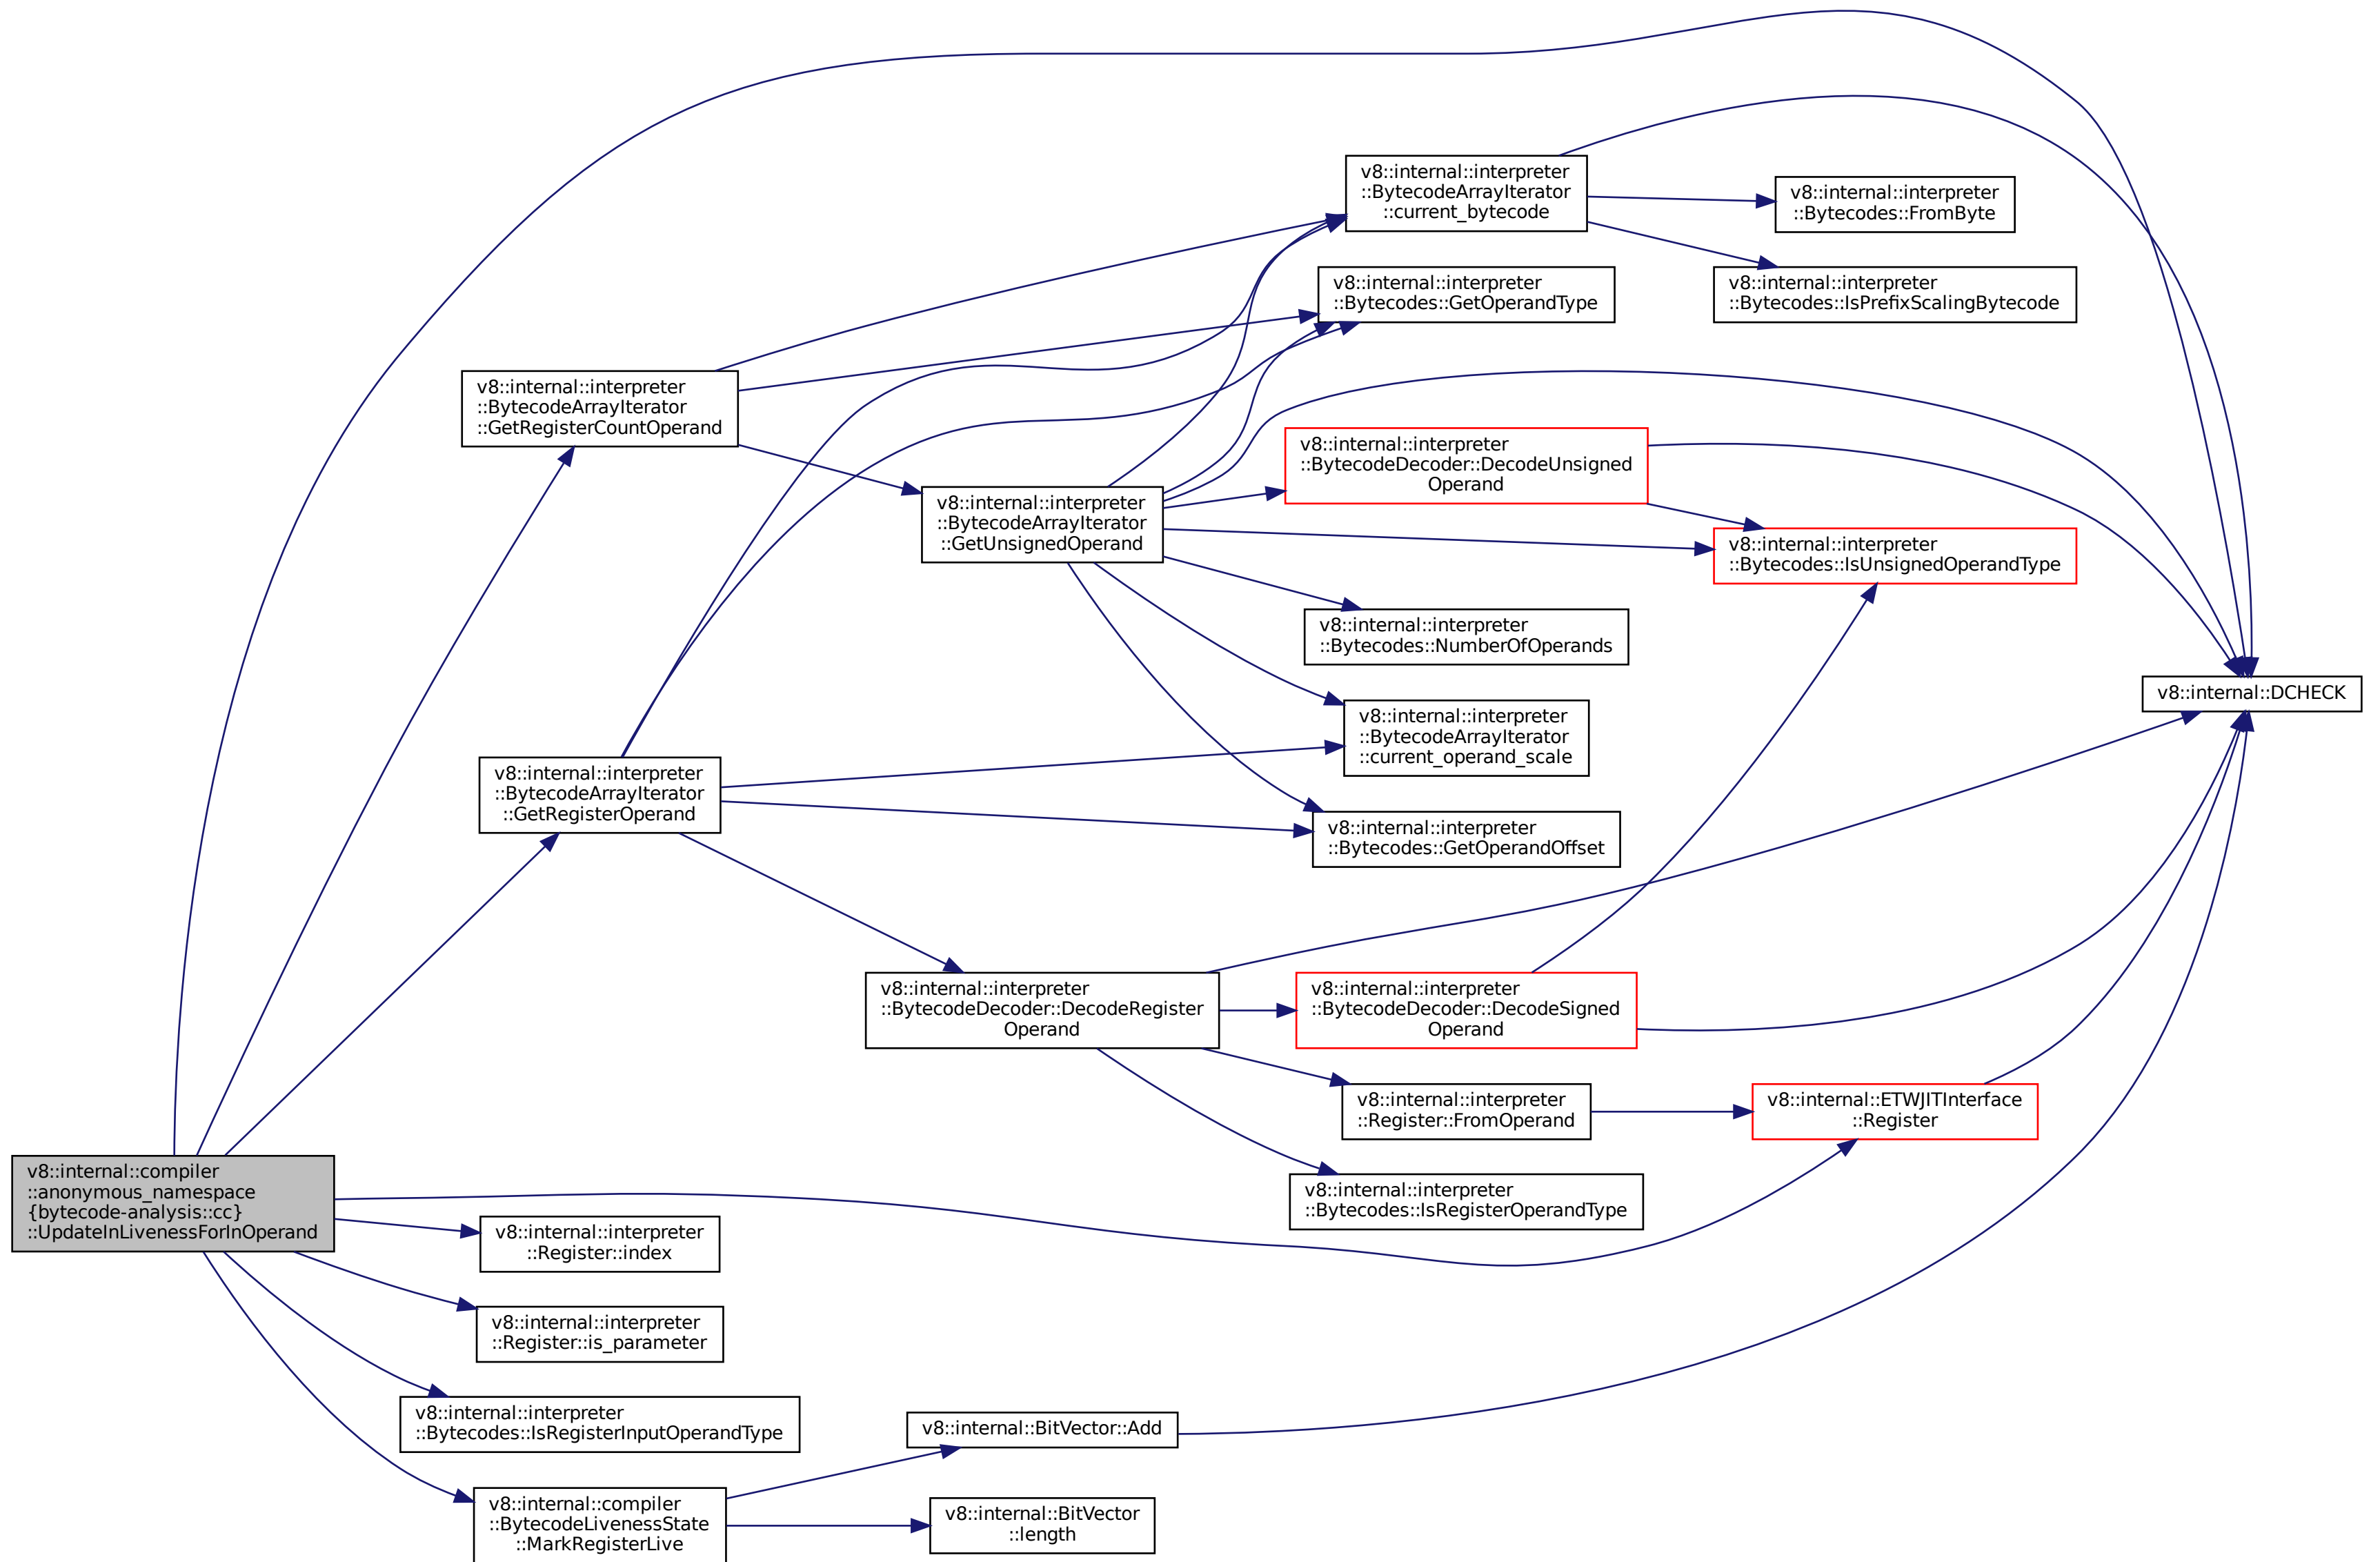 v8::internal::interpreter
::BytecodeArrayIterator
::current_bytecode
v8::internal::interpreter
::Bytecodes::FromByte
v8::internal::interpreter
::Bytecodes::GetOperandType
v8::internal::interpreter
::Bytecodes::IsPrefixScalingBytecode
v8::internal::interpreter
::BytecodeArrayIterator
::GetRegisterCountOperand
v8::internal::interpreter
::BytecodeDecoder::DecodeUnsigned
Operand
v8::internal::interpreter
::BytecodeArrayIterator
::GetUnsignedOperand
v8::internal::interpreter
::Bytecodes::IsUnsignedOperandType
v8::internal::interpreter
::Bytecodes::NumberOfOperands
v8::internal::DCHECK
v8::internal::interpreter
::BytecodeArrayIterator
::current_operand_scale
v8::internal::interpreter
::BytecodeArrayIterator
::GetRegisterOperand
v8::internal::interpreter
::Bytecodes::GetOperandOffset
v8::internal::interpreter
::BytecodeDecoder::DecodeRegister
Operand
v8::internal::interpreter
::BytecodeDecoder::DecodeSigned
Operand
v8::internal::interpreter
::Register::FromOperand
v8::internal::ETWJITInterface
::Register
v8::internal::compiler
::anonymous_namespace
{bytecode-analysis::cc}
::UpdateInLivenessForInOperand
v8::internal::interpreter
::Bytecodes::IsRegisterOperandType
v8::internal::interpreter
::Register::index
v8::internal::interpreter
::Register::is_parameter
v8::internal::interpreter
::Bytecodes::IsRegisterInputOperandType
v8::internal::BitVector::Add
v8::internal::compiler
::BytecodeLivenessState
::MarkRegisterLive
v8::internal::BitVector
::length